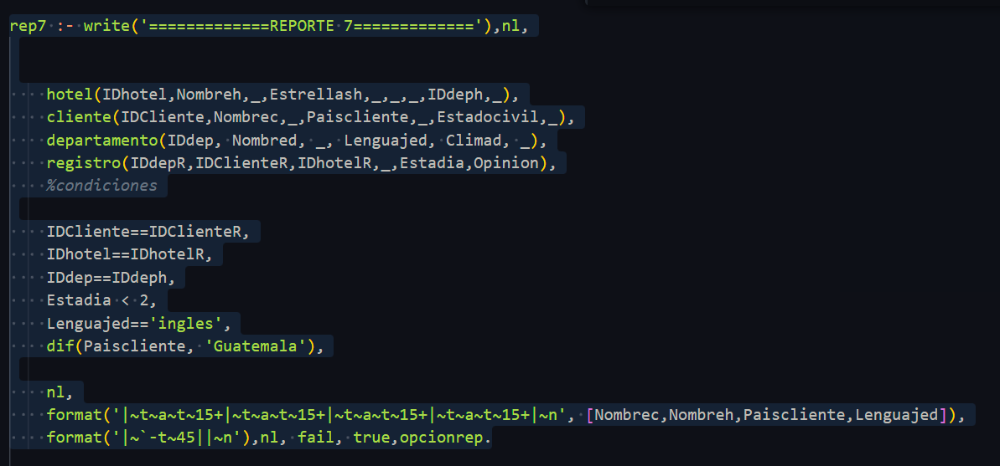 rep7 :- write('=============REPORTE 7============='),nl,
hotel(IDhotel,Nombreh,_,Estrellash,_,_,_,IDdeph,_),
cliente(IDCliente,Nombrec,_,Paiscliente,_,Estadocivil,_),
departamento(IDdep, Nombred, _, Lenguajed, Climad, _),
registro(IDdepR,IDClienteR,IDhotelR,_,Estadia,Opinion),
%condiciones
IDCliente==IDClienteR,
IDhotel==IDhotelR,
IDdep==IDdeph,
Estadia < 2,
Lenguajed=='ingles',
dif(Paiscliente, 'Guatemala'),
nl,
format('|~t~a~t~15+|~t~a~t~15+|~t~a~t~15+|~t~a~t~15+|~n', [Nombrec,Nombreh,Paiscliente,Lenguajed]),
format('|~`-t~45||~n'),nl, fail, true,opcionrep.